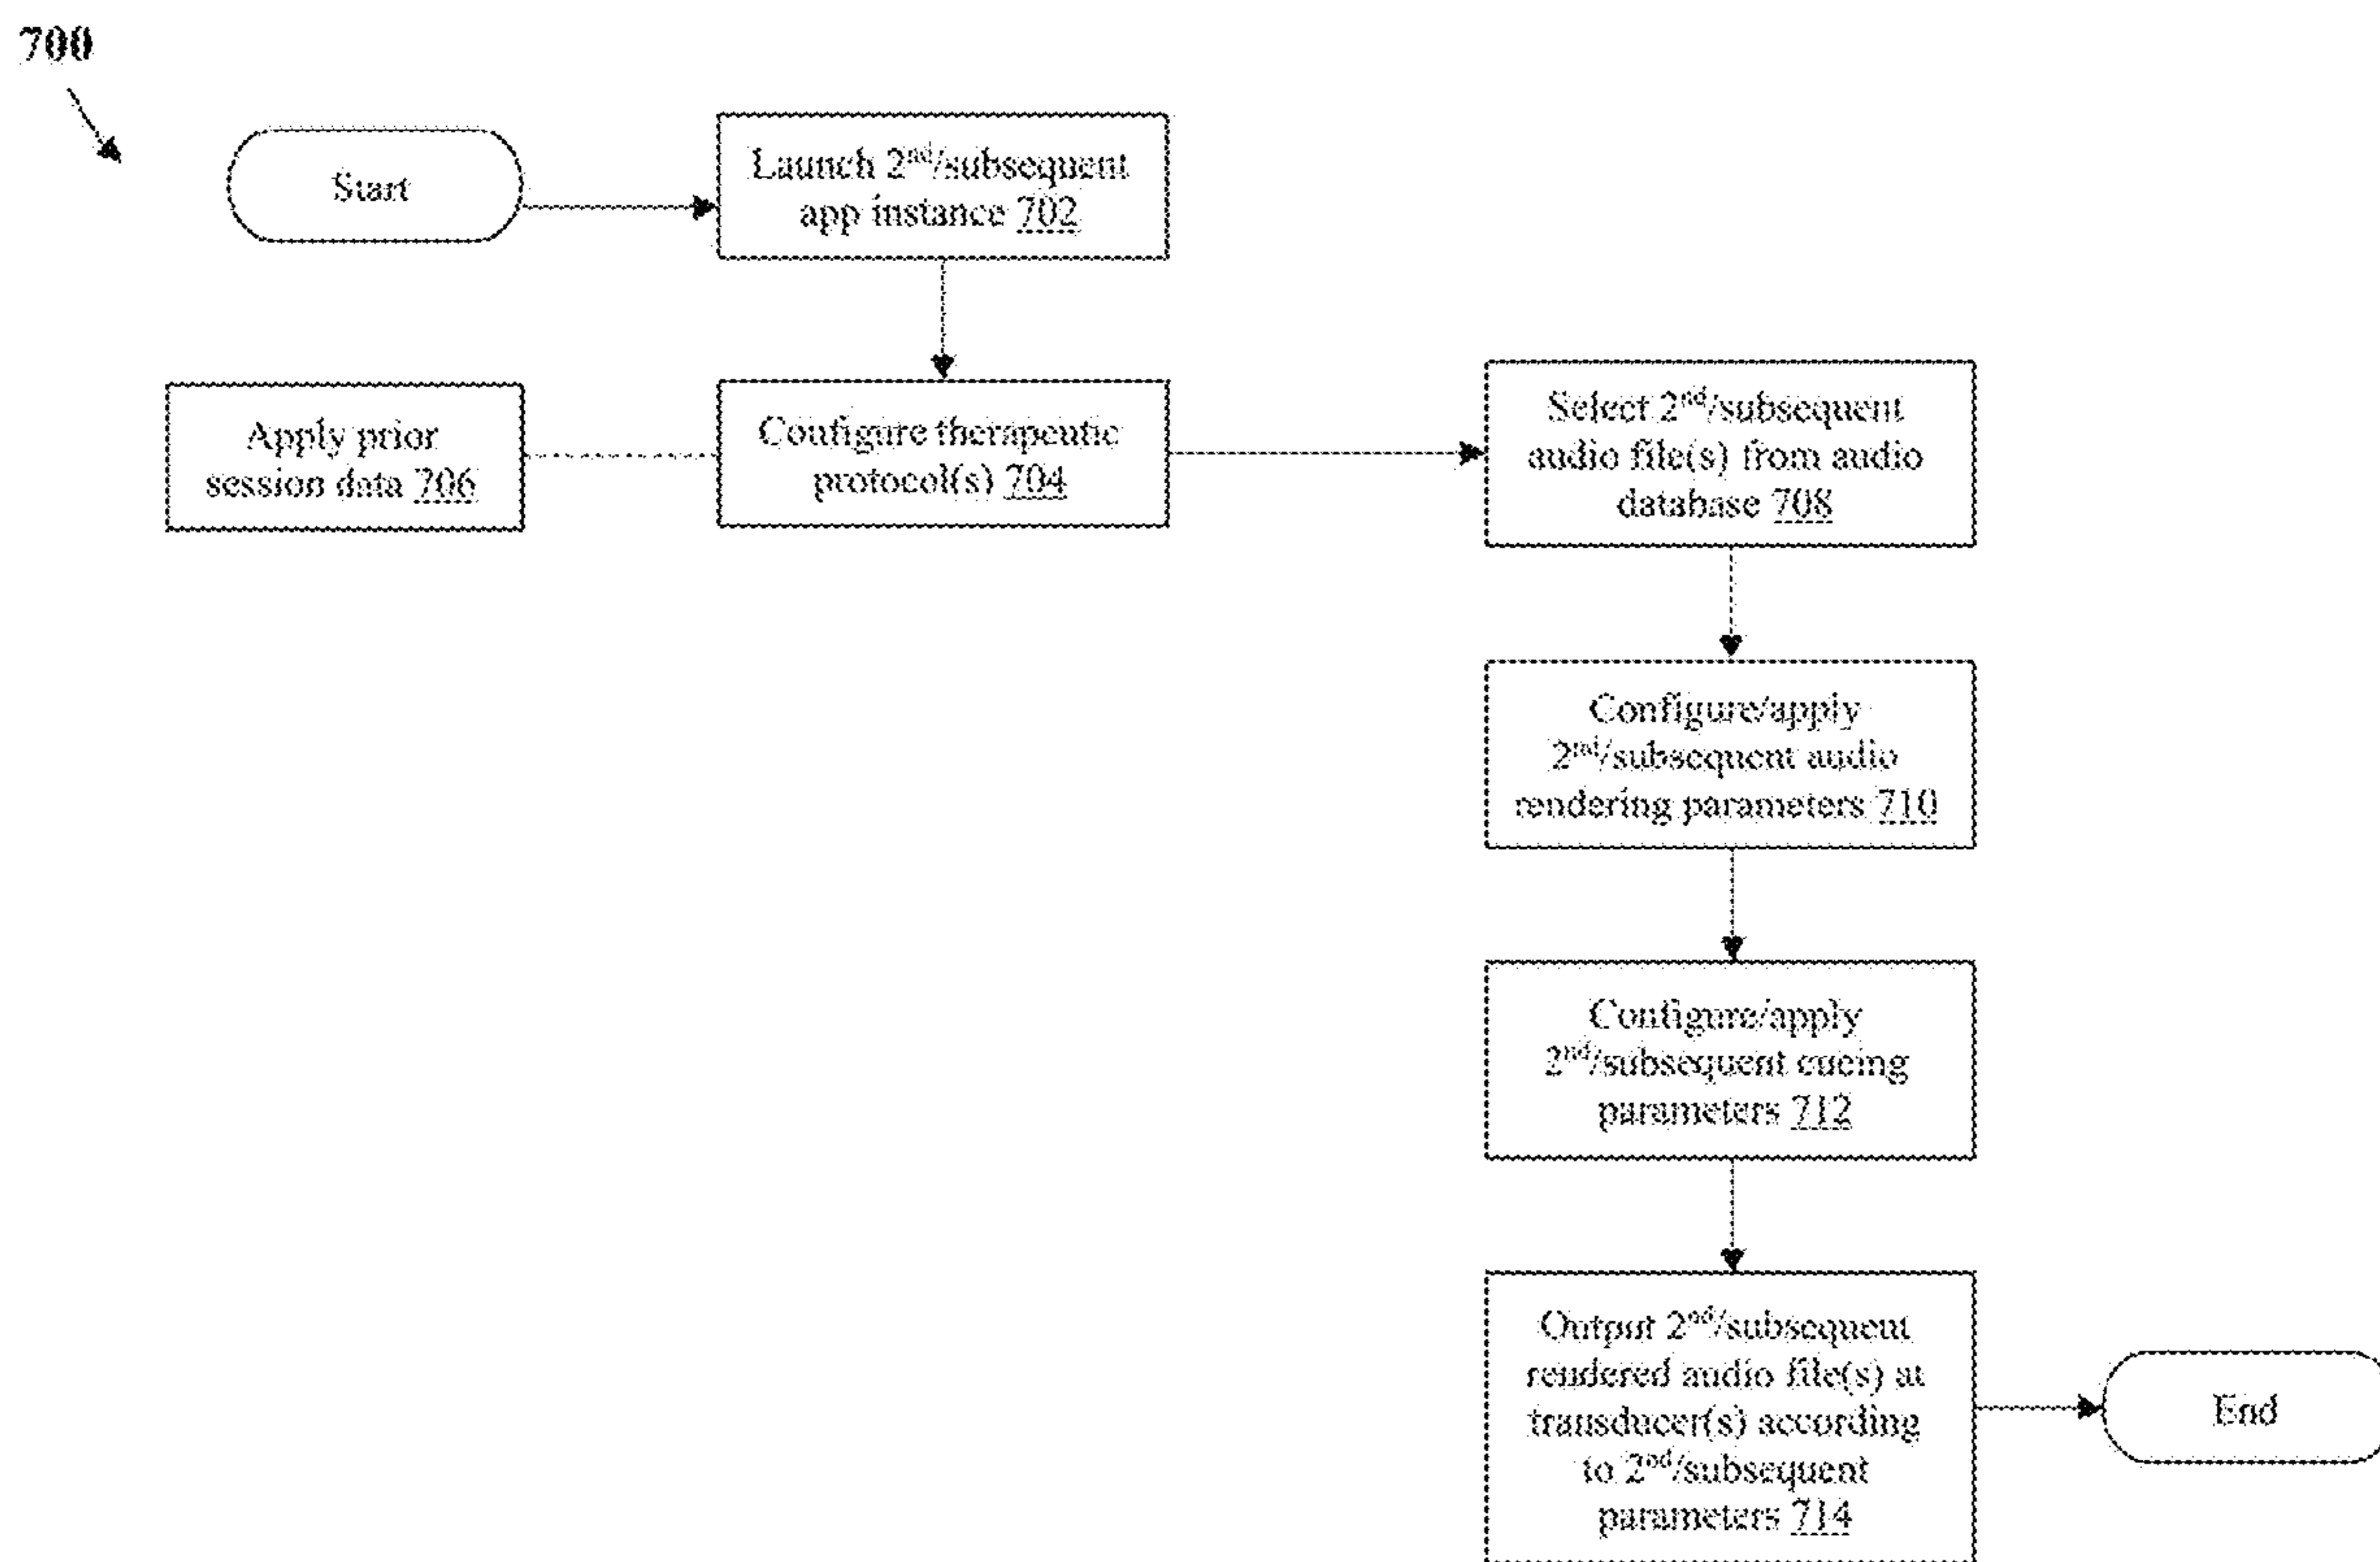 700
Start
Launch 2nd/subsequent
app instance 702
Apply prior
session data 706
Configure therapeutic
protocol(s) 704
Select 2nd/subsequent
audio file(s) from audio
database 708
Configure/apply
2nd/subsequent audio
rendering parameters 710
Configure/apply
2nd/subsequent cueing
parameters 712
Output 2nd/subsequent
rendered audio file(s) at
transducer(s) according
to 2nd/subsequent
parameters 714
End